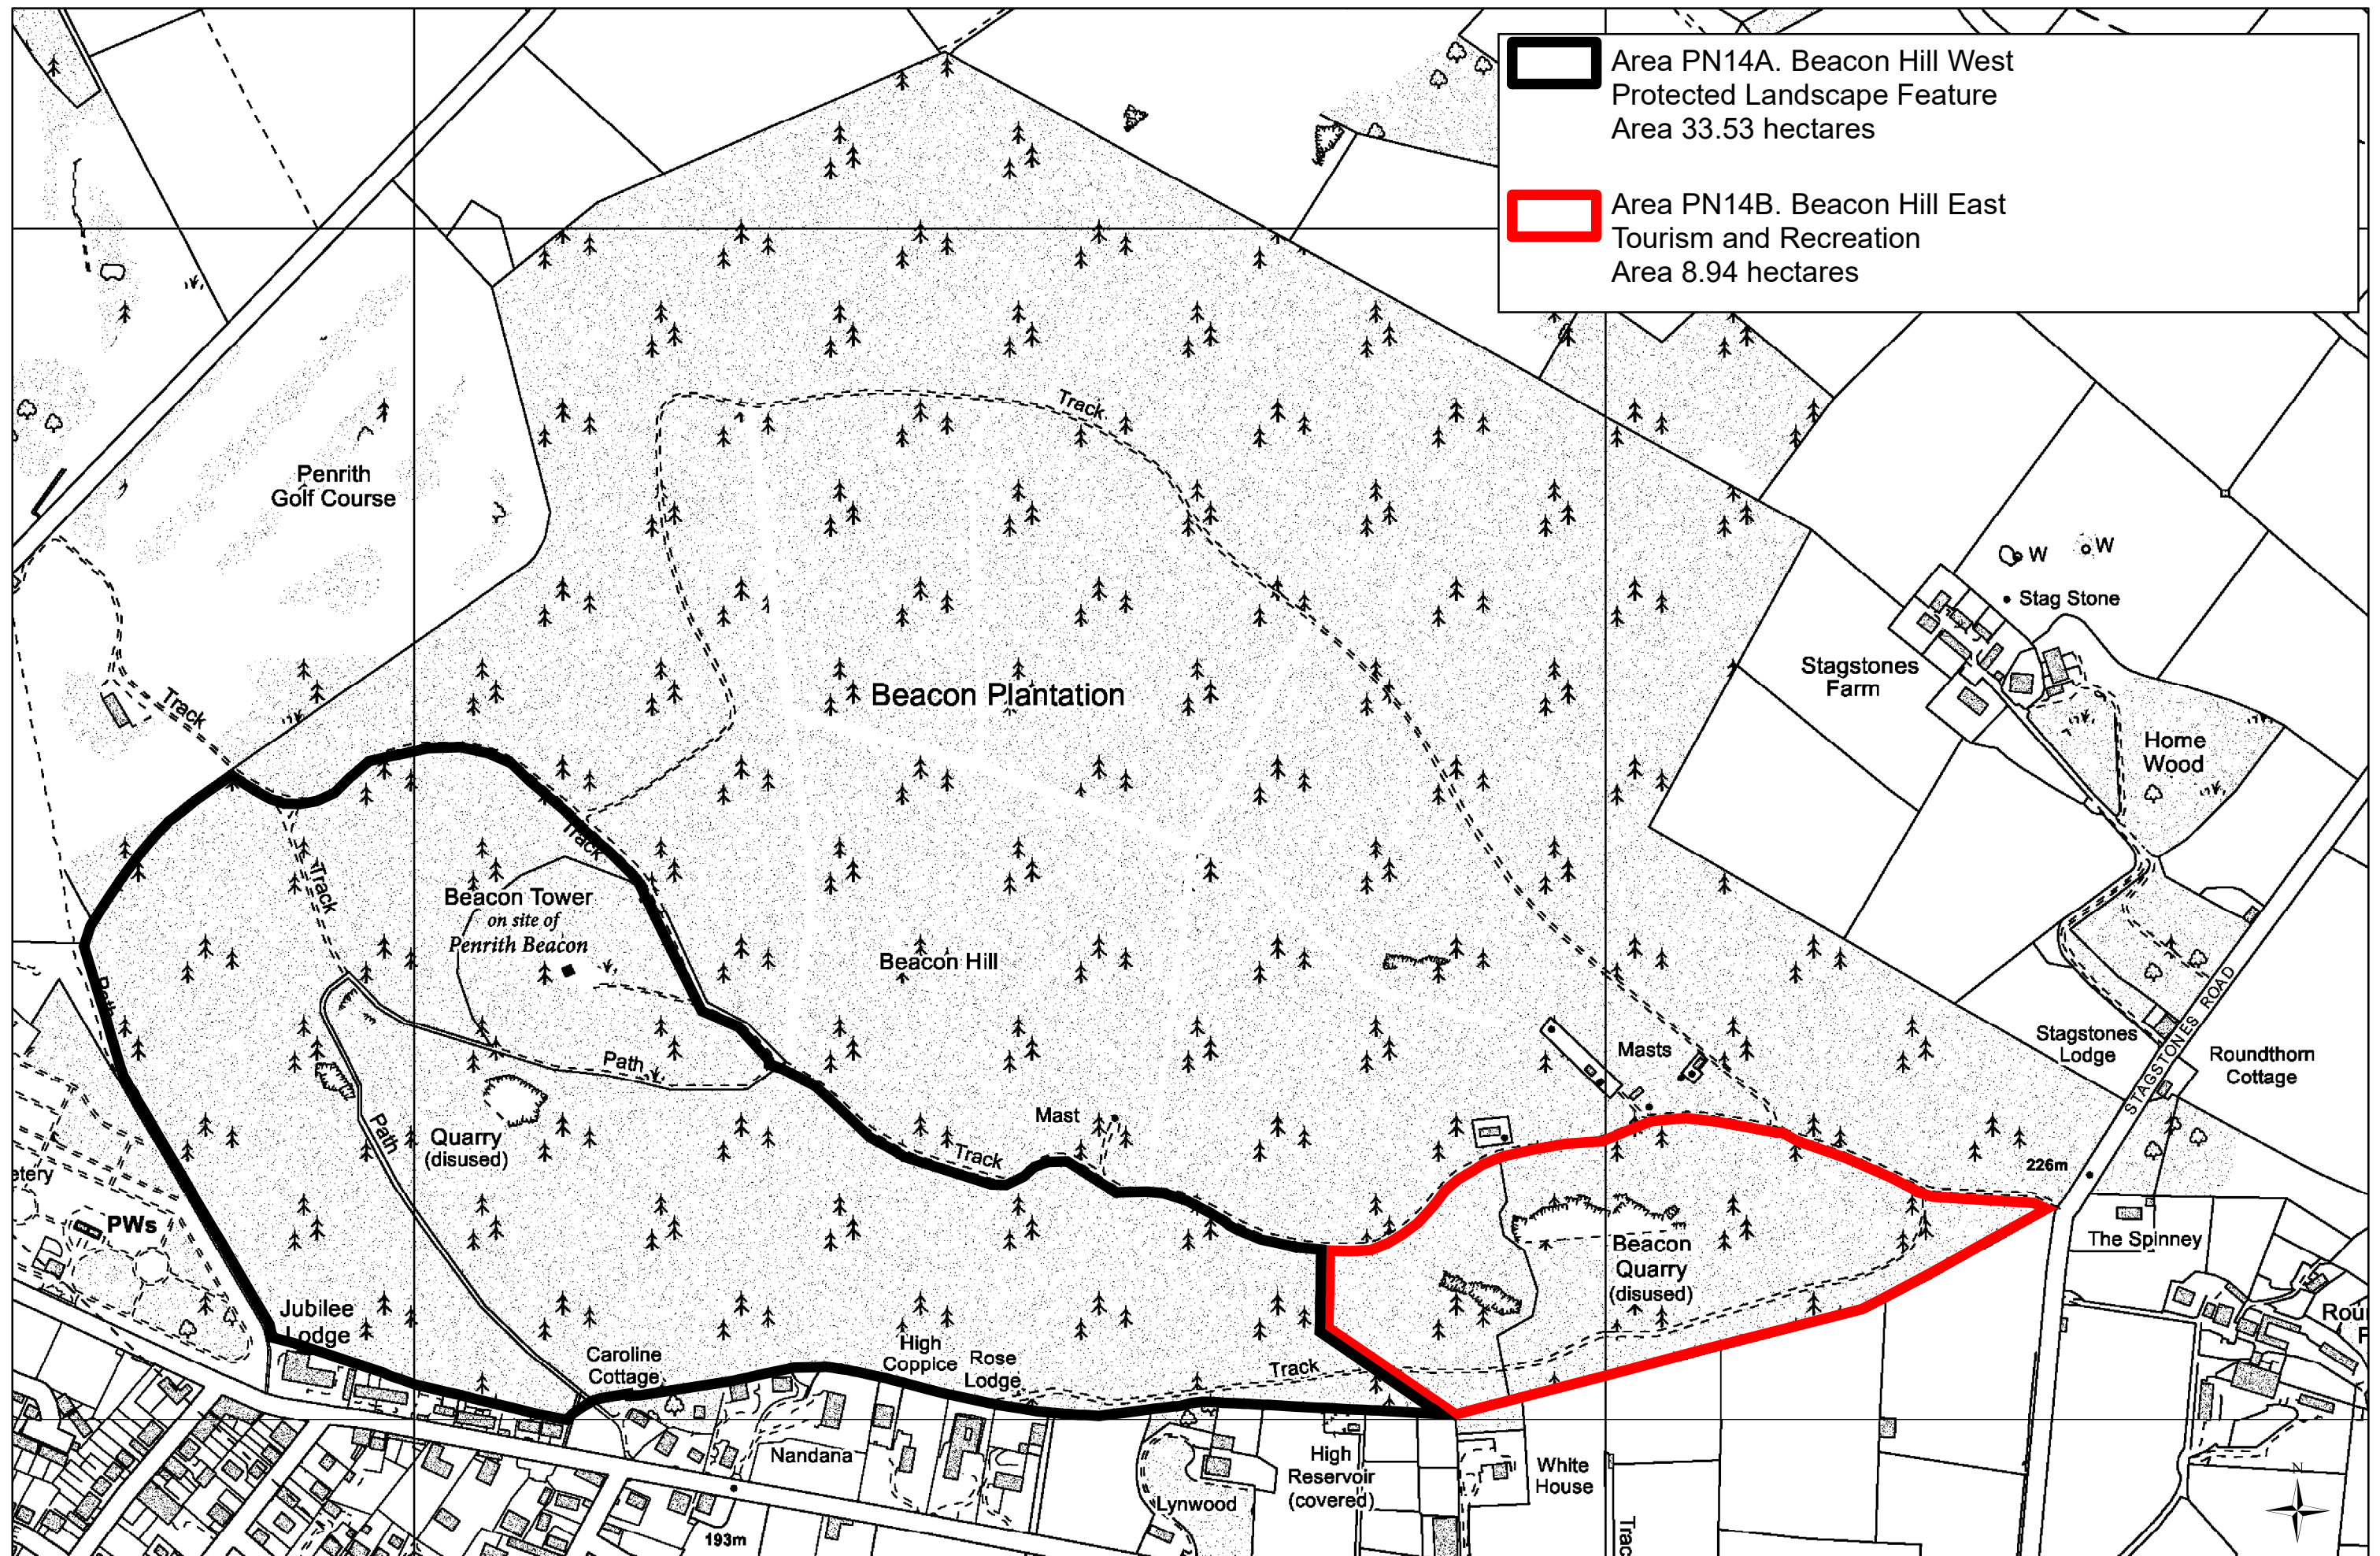 Area PN14A. Beacon Hill West
Protected Landscape Feature
Area 33.53 hectares
Area PN14B. Beacon Hill East
Tourism and Recreation
Area 8.94 hectares
Track
Penrith
Golf Course
W
W
Stag Stone
Stagstones
Farm
Beacon Plantation
Track
Home
Wood
Track
Track
Beacon Tower
on site of
Penrith Beacon
Beacon Hill
Path
STAGSTONES ROAD
Stagstones
Lodge
Roundthorn
Cottage
Masts
Path
Mast
Path
Quarry
(disused)
Track
226m
etery
PWs
The Spinney
Beacon
Quarry
(disused)
Jubilee
Lodge
Rou
F
High
Coppice
Rose
Lodge
Caroline
Cottage
Track
Nandana
High
Reservoir
(covered)
White
House
Lynwood
193m
Trac
N